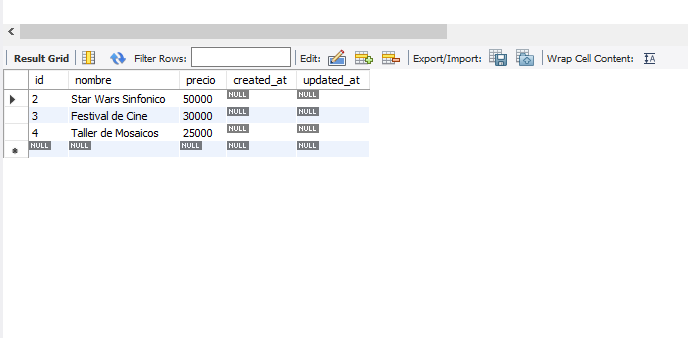 Result Grid Filter Rows: Edit: Export/Import: Wrap Cell Content:
id nombre precio created_at updated_at
2 Star Wars Sinfonico 50000 NULL NULL
3 Festival de Cine 30000 NULL NULL
4 Taller de Mosaicos 25000 NULL NULL
NULL NULL NULL NULL NULL